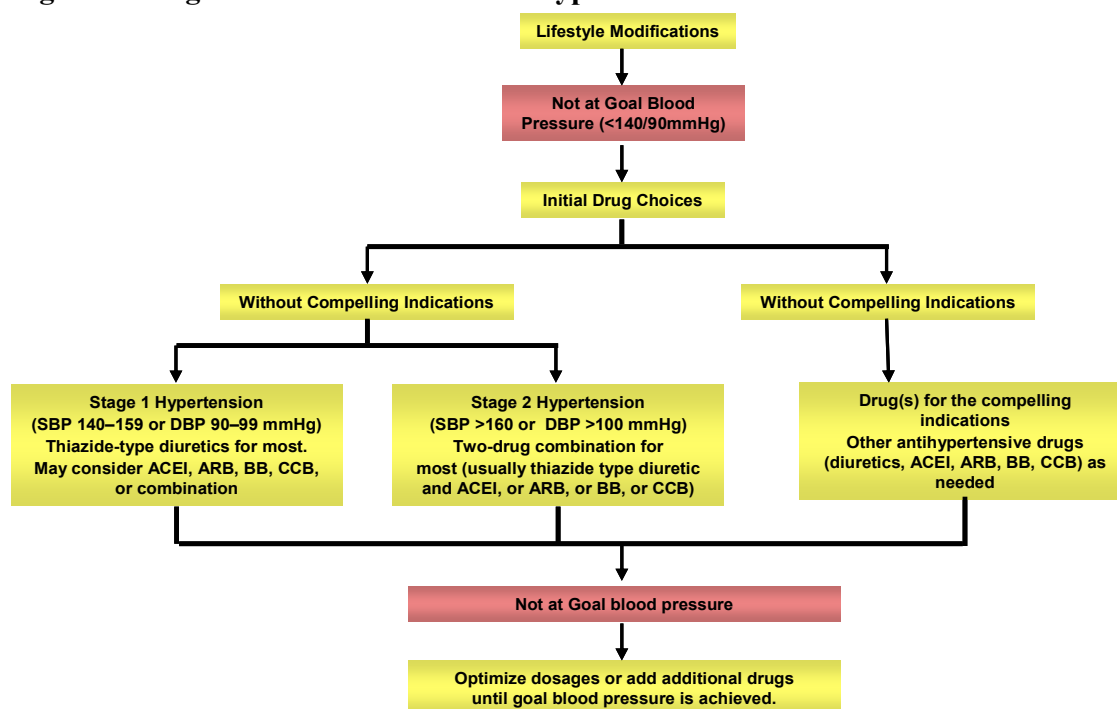 Lifestyle Modifications
Not at Goal Blood
Pressure (<140/90mmHg)
Initial Drug Choices
Without Compelling Indications
Without Compelling Indications
Stage 1 Hypertension
(SBP 140–159 or DBP 90–99 mmHg)
Thiazide-type diuretics for most.
May consider ACEI, ARB, BB, CCB,
or combination
Stage 2 Hypertension
(SBP >160 or DBP >100 mmHg)
Two-drug combination for
most (usually thiazide type diuretic
and ACEI, or ARB, or BB, or CCB)
Drug(s) for the compelling
indications
Other antihypertensive drugs
(diuretics, ACEI, ARB, BB, CCB) as
needed
Not at Goal blood pressure
Optimize dosages or add additional drugs
until goal blood pressure is achieved.